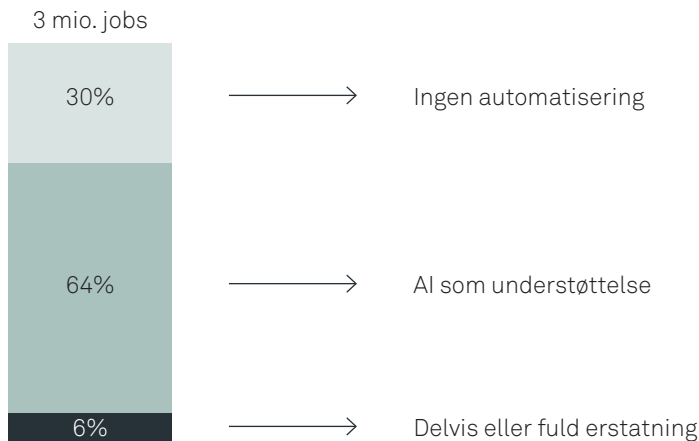 3 mio. jobs
30%
Ingen automatisering
64%
AI som understøttelse
6%
Delvis eller fuld erstatning